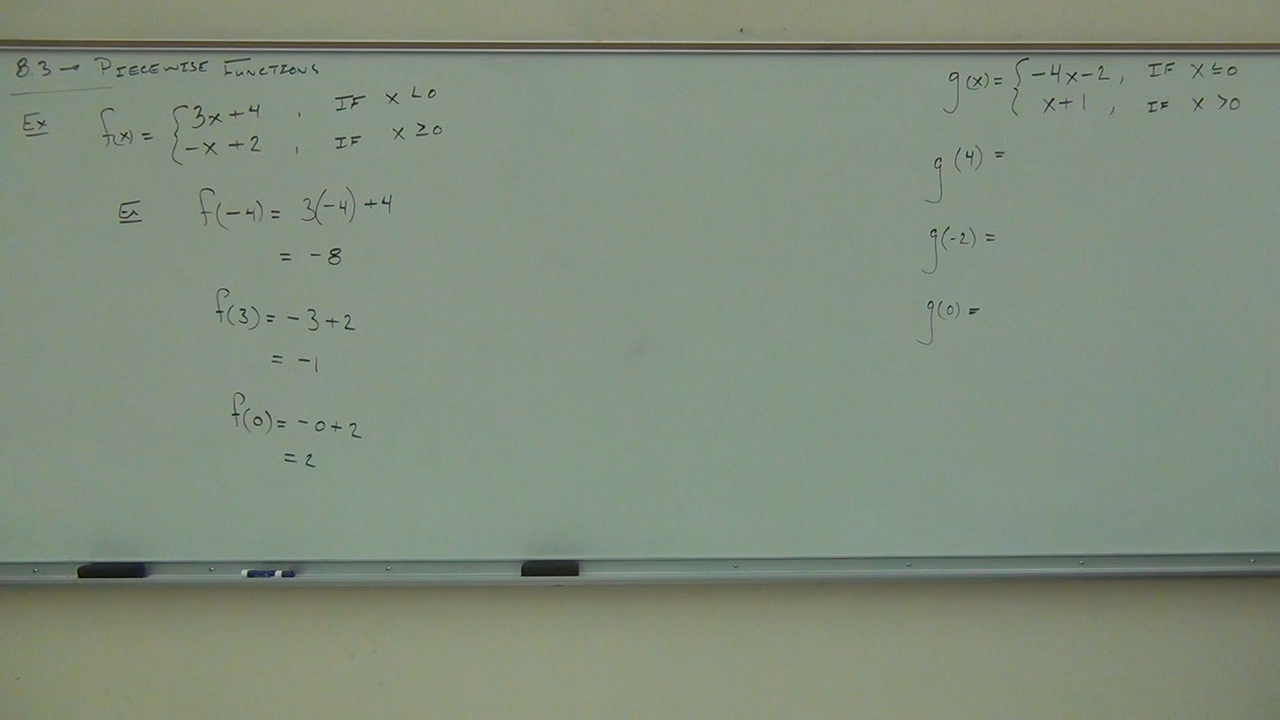 8.3 → PIECEWISE FUNCTIONS
Ex f(x) = { 3x+4 , IF x < 0
-x+2 , IF x ≥ 0
Ex f(-4) = 3(-4)+4
= -8
f(3) = -3+2
= -1
f(0) = -0+2
= 2
g(x) = { -4x-2 , IF x ≤ 0
x+1 , IF x > 0
g(4) =
g(-2) =
g(0) =